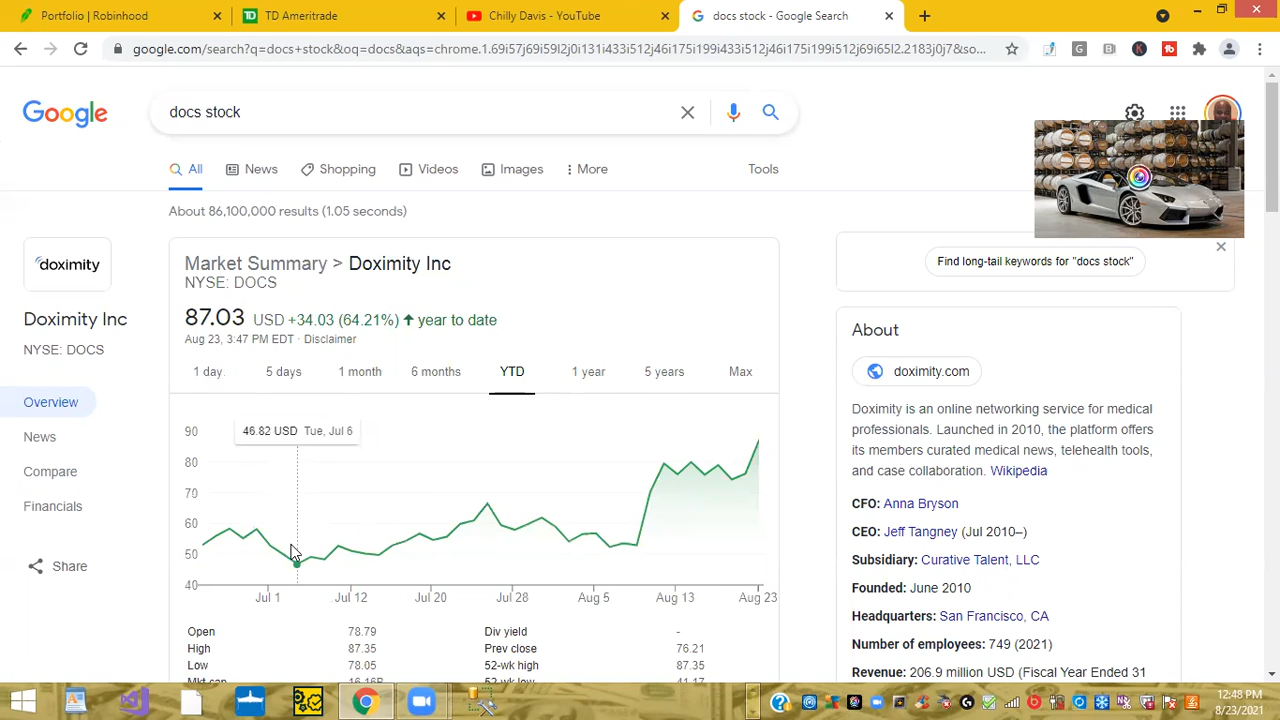 Portfolio | Robinhood
TD Ameritrade
Chilly Davis - YouTube
docs stock - Google Search
google.com/search?q=docs+stock&oq=docs&aqs=chrome.1.69i57j69i59l2j0i131i433i512j46i175i199i433i512j46i175i199i512j69i65l2.2183j0j7&so...
Google
docs stock
All
News
Shopping
Videos
Images
More
Tools
About 86,100,000 results (1.05 seconds)
doximity
Doximity Inc
NYSE: DOCS
Overview
News
Compare
Financials
Share
Market Summary > Doximity Inc
NYSE: DOCS
87.03 USD +34.03 (64.21%) year to date
Aug 23, 3:47 PM EDT · Disclaimer
1 day
5 days
1 month
6 months
YTD
1 year
5 years
Max
46.82 USD Tue, Jul 6
90
80
70
60
50
40
Jul 1
Jul 12
Jul 20
Jul 28
Aug 5
Aug 13
Aug 23
Open 78.79
High 87.35
Low 78.05
Div yield -
Prev close 76.21
52-wk high 87.35
Find long-tail keywords for "docs stock"
About
doximity.com
Doximity is an online networking service for medical
professionals. Launched in 2010, the platform offers
its members curated medical news, telehealth tools,
and case collaboration. Wikipedia
CFO: Anna Bryson
CEO: Jeff Tangney (Jul 2010–)
Subsidiary: Curative Talent, LLC
Founded: June 2010
Headquarters: San Francisco, CA
Number of employees: 749 (2021)
Revenue: 206.9 million USD (Fiscal Year Ended 31
12:48 PM
8/23/2021